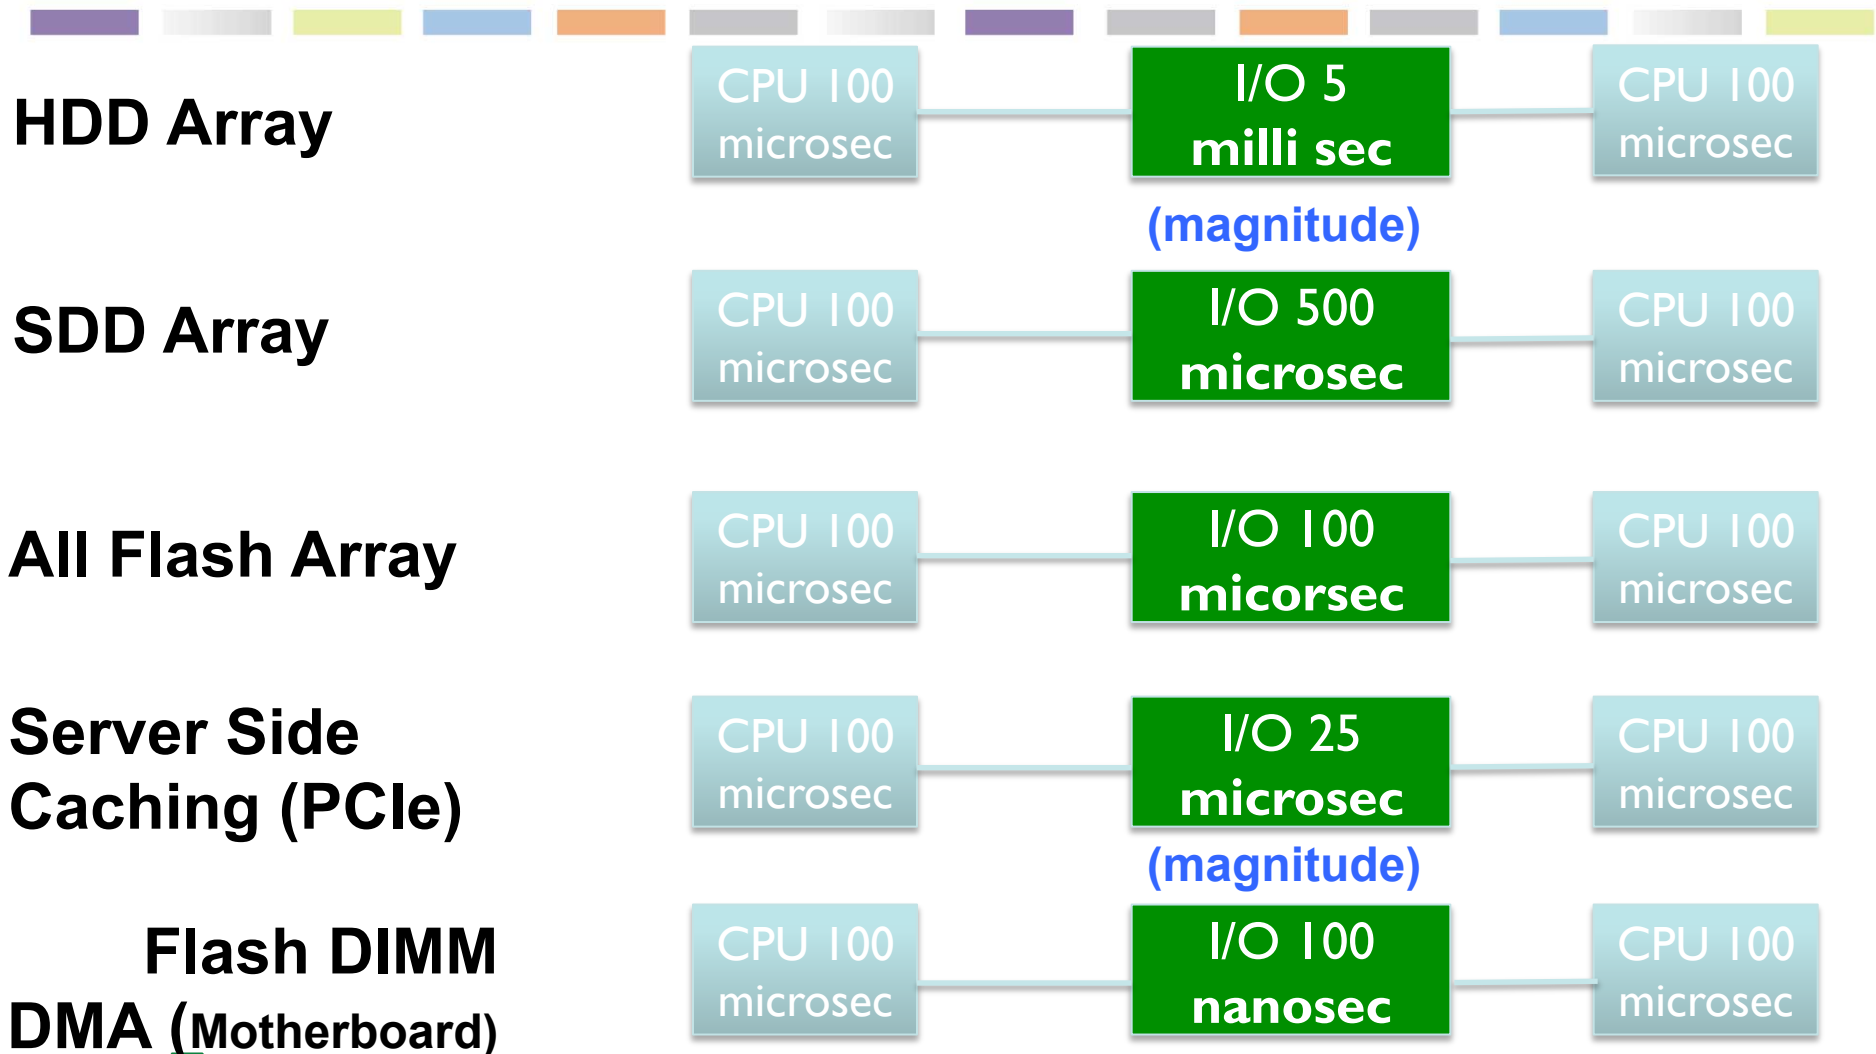 HDD Array
CPU 100
microsec
I/O 5
milli sec
CPU 100
microsec
(magnitude)
SDD Array
CPU 100
microsec
I/O 500
microsec
CPU 100
microsec
All Flash Array
CPU 100
microsec
I/O 100
micorsec
CPU 100
microsec
Server Side
Caching (PCIe)
CPU 100
microsec
I/O 25
microsec
CPU 100
microsec
(magnitude)
Flash DIMM
DMA (Motherboard)
CPU 100
microsec
I/O 100
nanosec
CPU 100
microsec